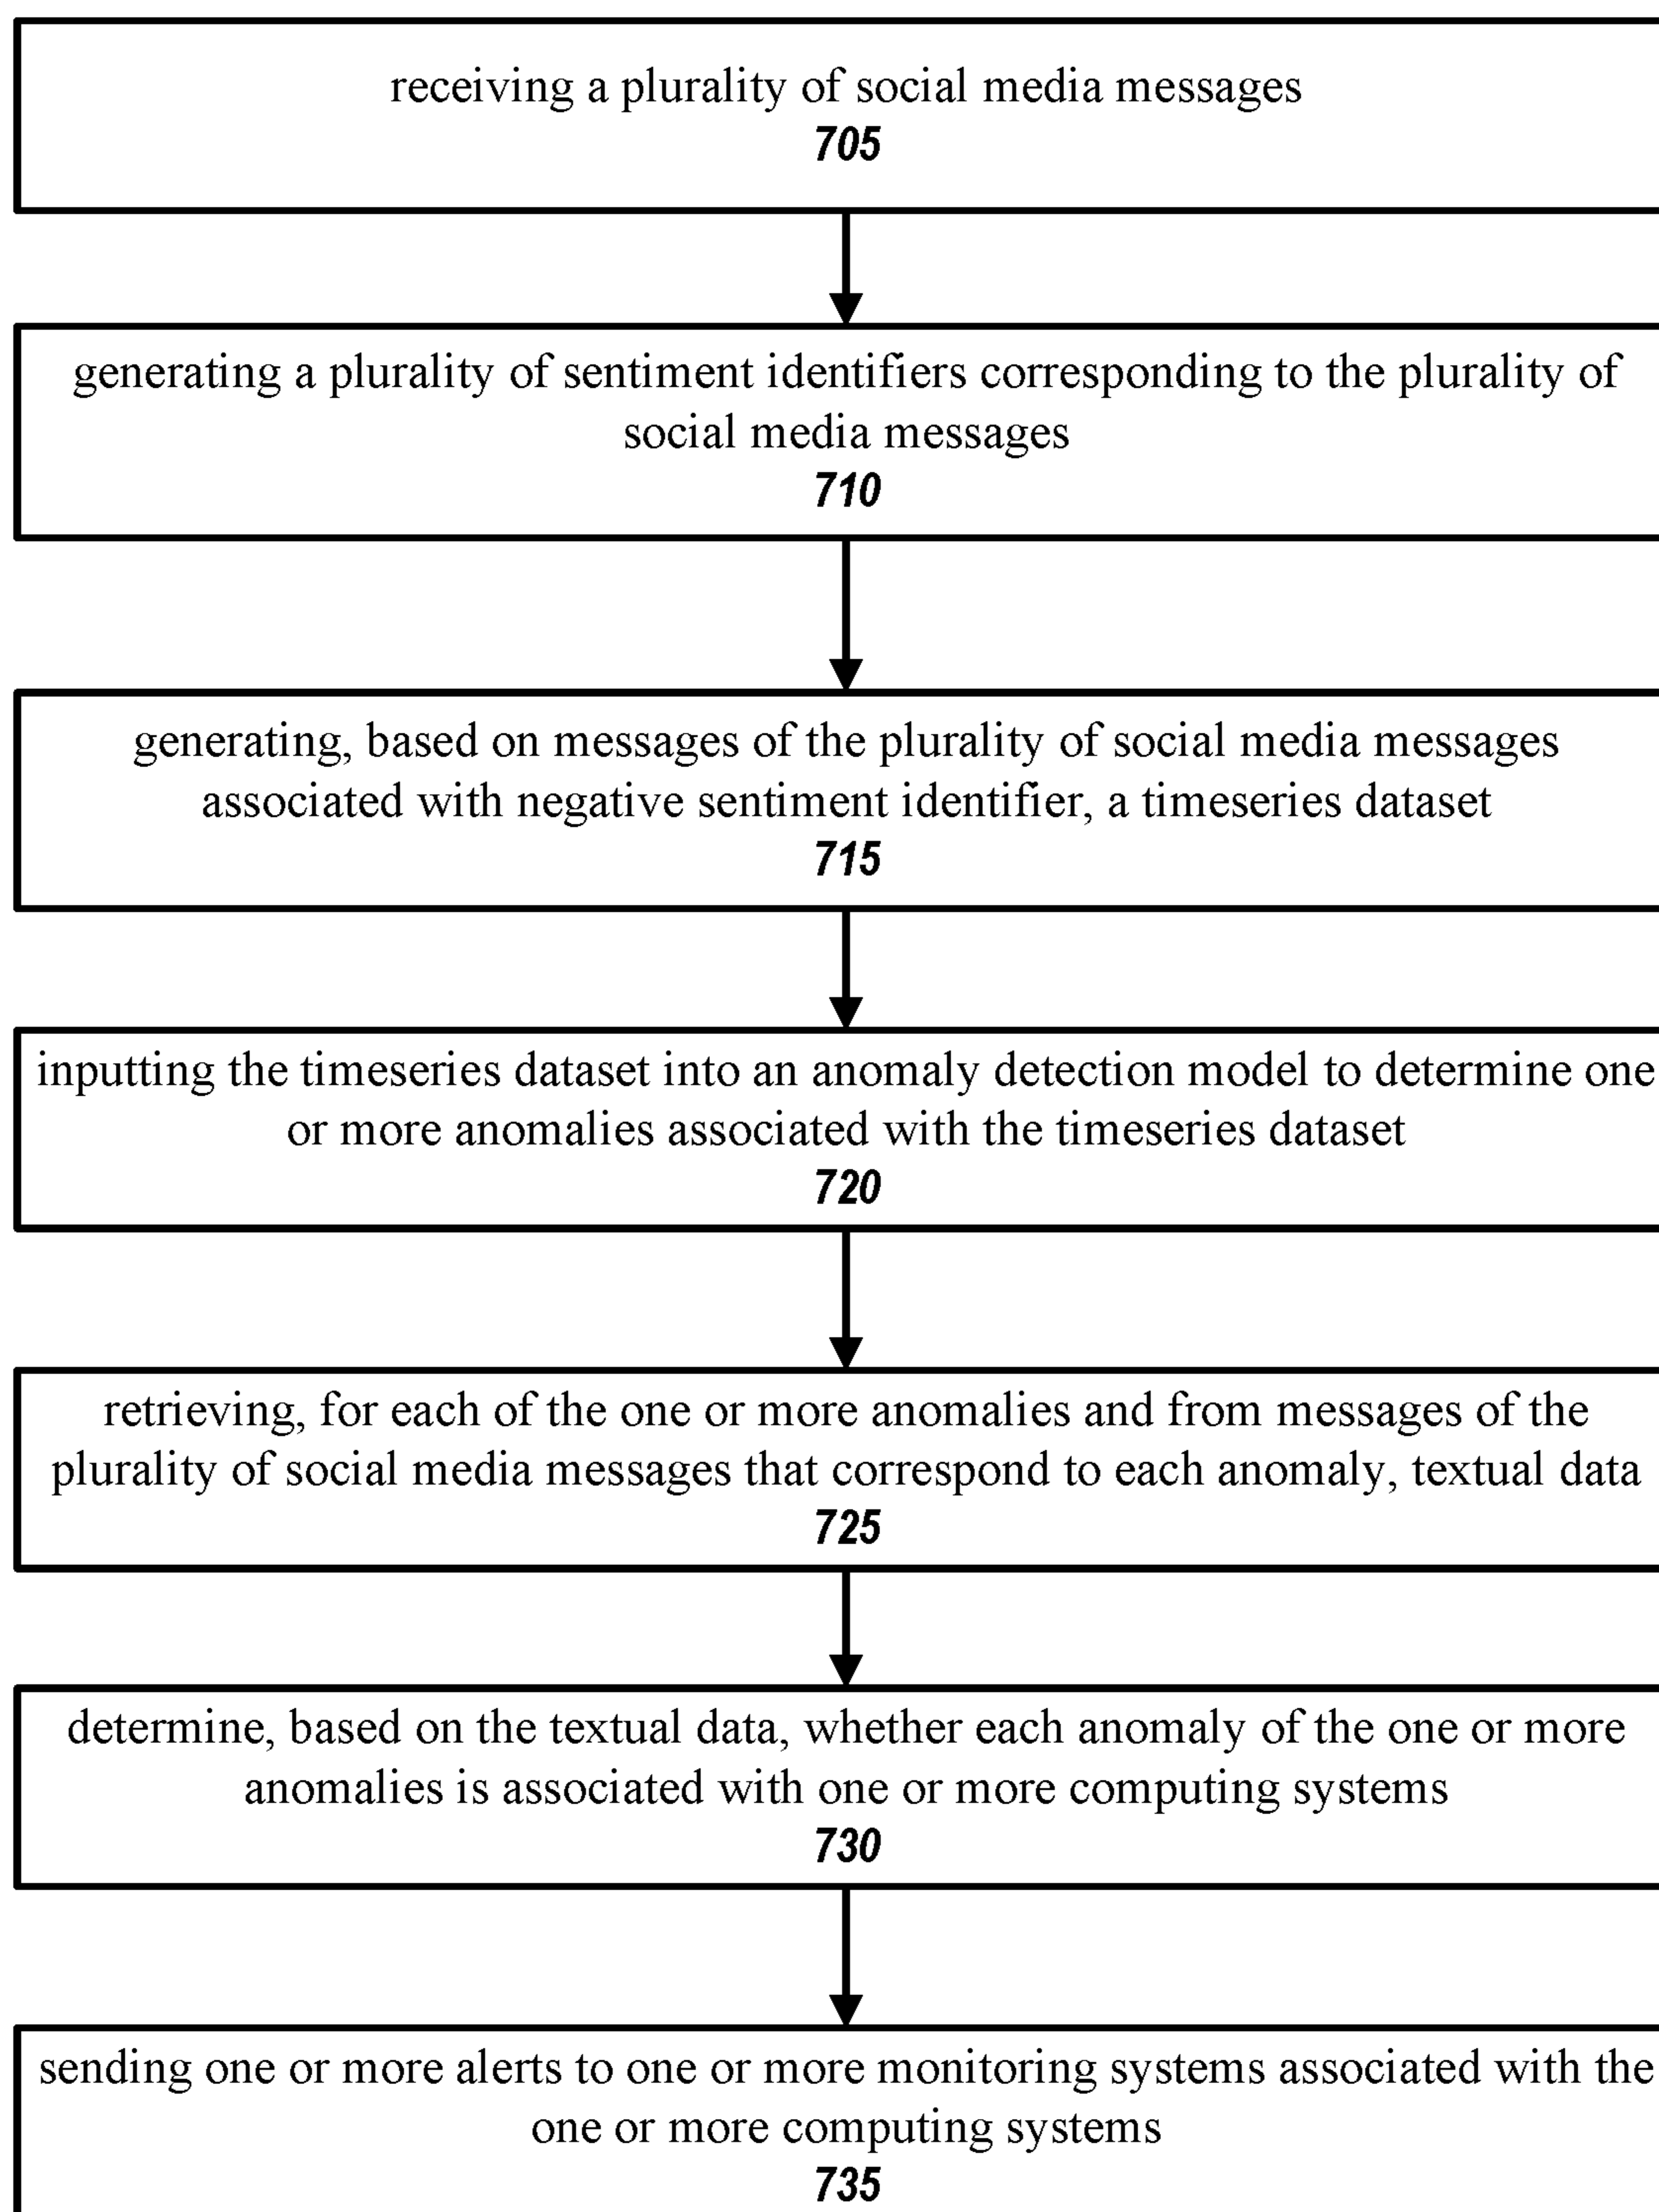 receiving a plurality of social media messages
705
generating a plurality of sentiment identifiers corresponding to the plurality of
social media messages
710
generating, based on messages of the plurality of social media messages
associated with negative sentiment identifier, a timeseries dataset
715
inputting the timeseries dataset into an anomaly detection model to determine one
or more anomalies associated with the timeseries dataset
720
retrieving, for each of the one or more anomalies and from messages of the
plurality of social media messages that correspond to each anomaly, textual data
725
determine, based on the textual data, whether each anomaly of the one or more
anomalies is associated with one or more computing systems
730
sending one or more alerts to one or more monitoring systems associated with the
one or more computing systems
735